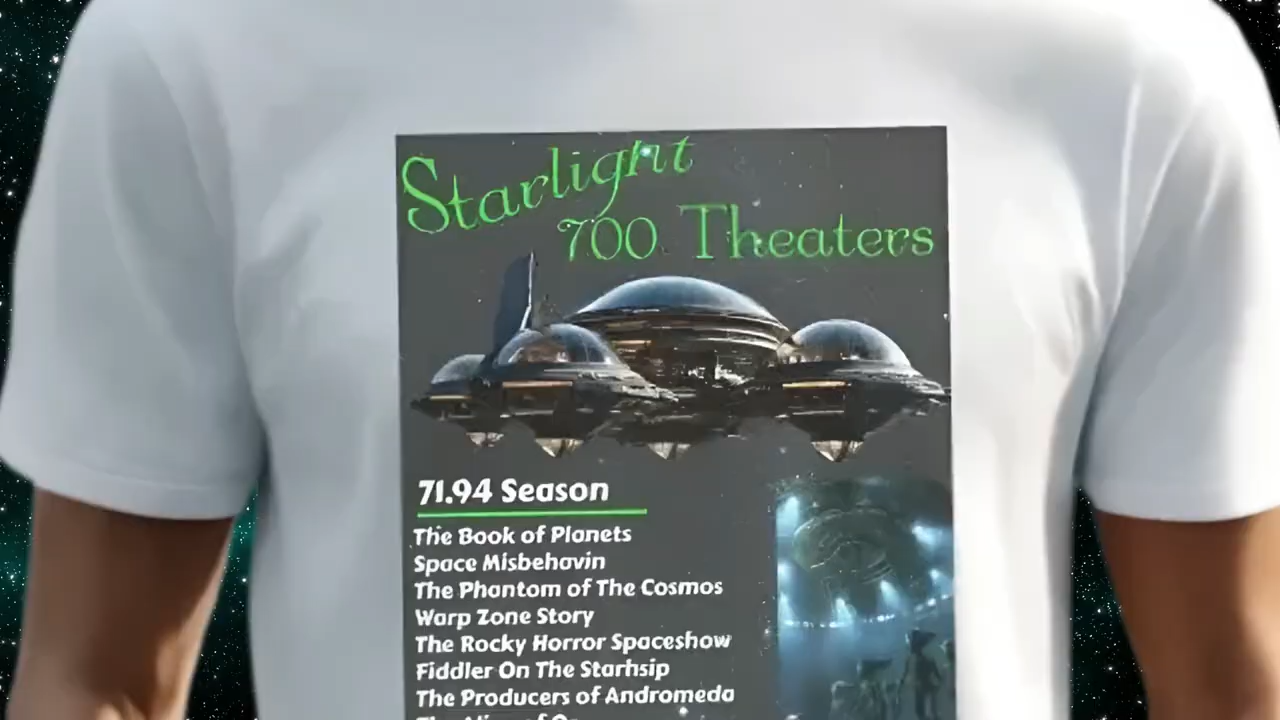 Starlight
700 Theaters
71.94 Season
The Book of Planets
Space Misbehavin
The Phantom of The Cosmos
Warp Zone Story
The Rocky Horror Spaceshow
Fiddler On The Starhsip
The Producers of Andromeda